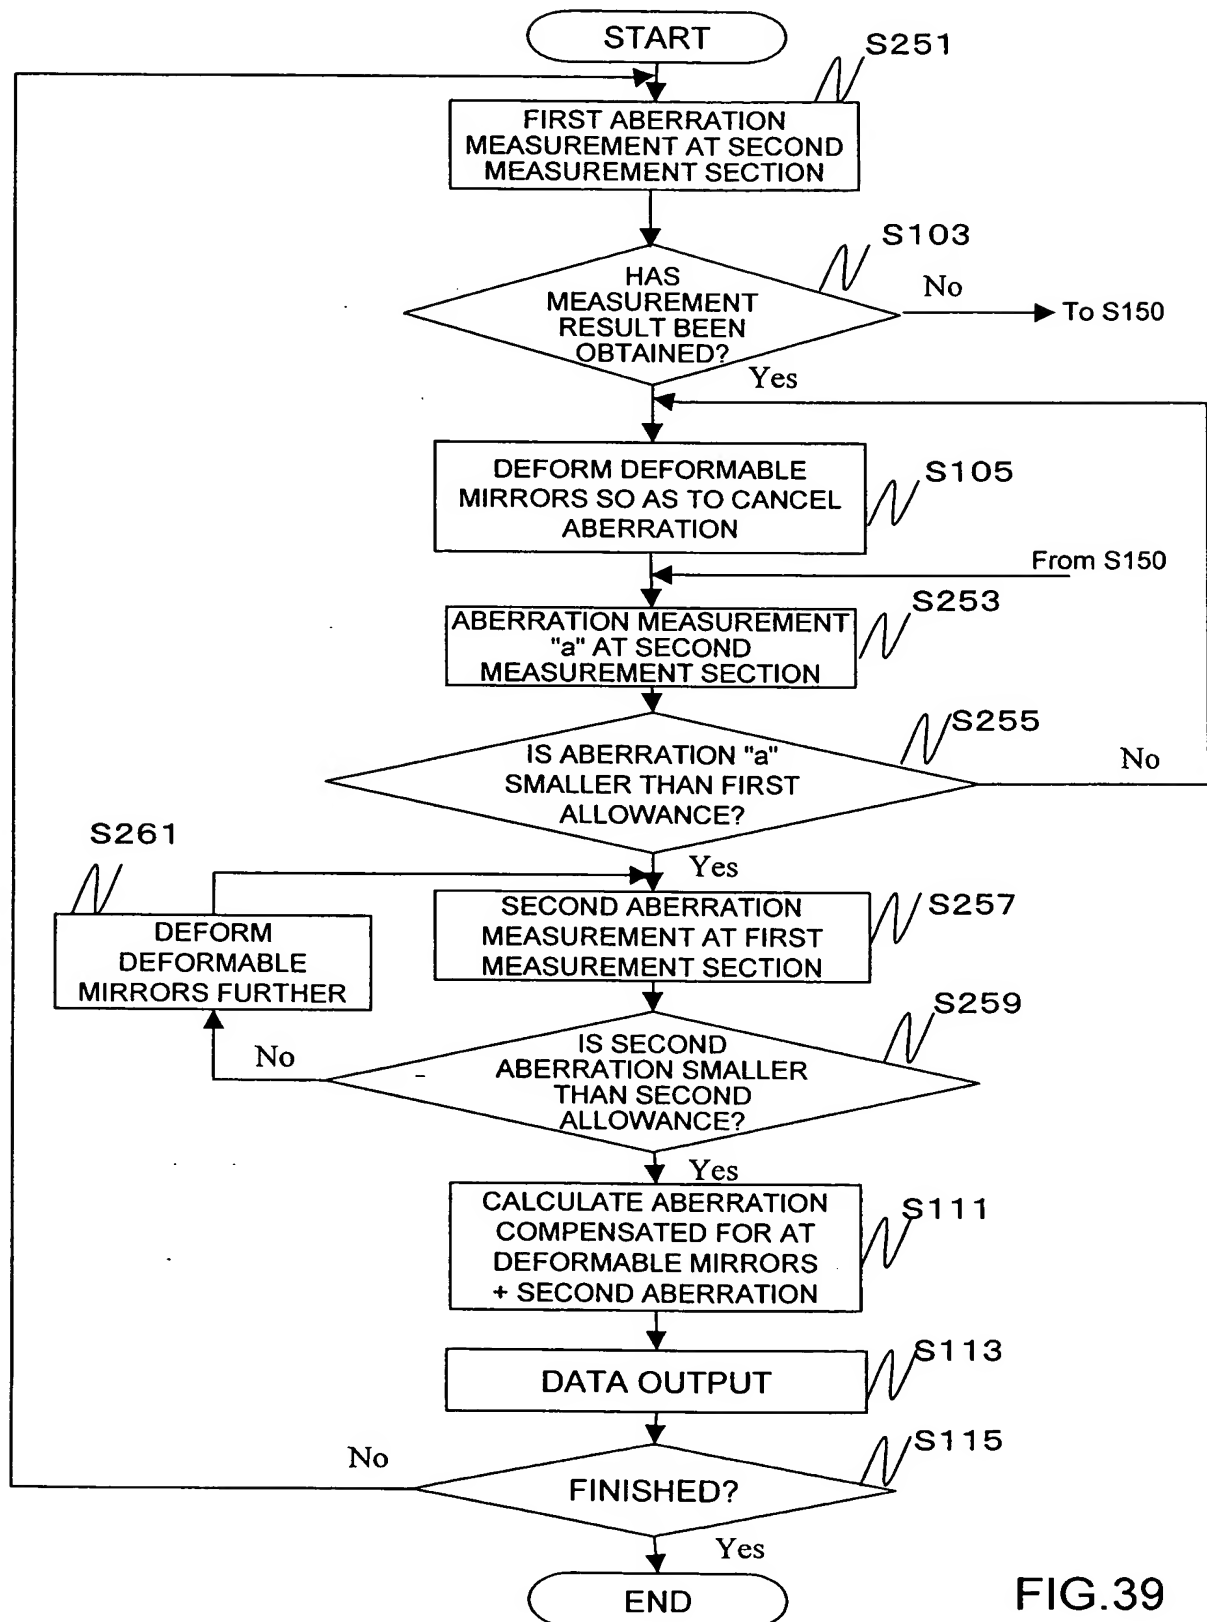 START
S251
FIRST ABERRATION
MEASUREMENT AT SECOND
MEASUREMENT SECTION
S103
HAS
MEASUREMENT
RESULT BEEN
OBTAINED?
No
To S150
Yes
DEFORM DEFORMABLE
MIRRORS SO AS TO CANCEL
ABERRATION
S105
From S150
S253
ABERRATION MEASUREMENT
"a" AT SECOND
MEASUREMENT SECTION
S255
IS ABERRATION "a"
SMALLER THAN FIRST
ALLOWANCE?
No
S261
Yes
DEFORM
DEFORMABLE
MIRRORS FURTHER
SECOND ABERRATION
MEASUREMENT AT FIRST
MEASUREMENT SECTION
S257
S259
No
IS SECOND
ABERRATION SMALLER
THAN SECOND
ALLOWANCE?
Yes
CALCULATE ABERRATION
COMPENSATED FOR AT
DEFORMABLE MIRRORS
+ SECOND ABERRATION
S111
S113
DATA OUTPUT
S115
No
FINISHED?
Yes
END
FIG.39